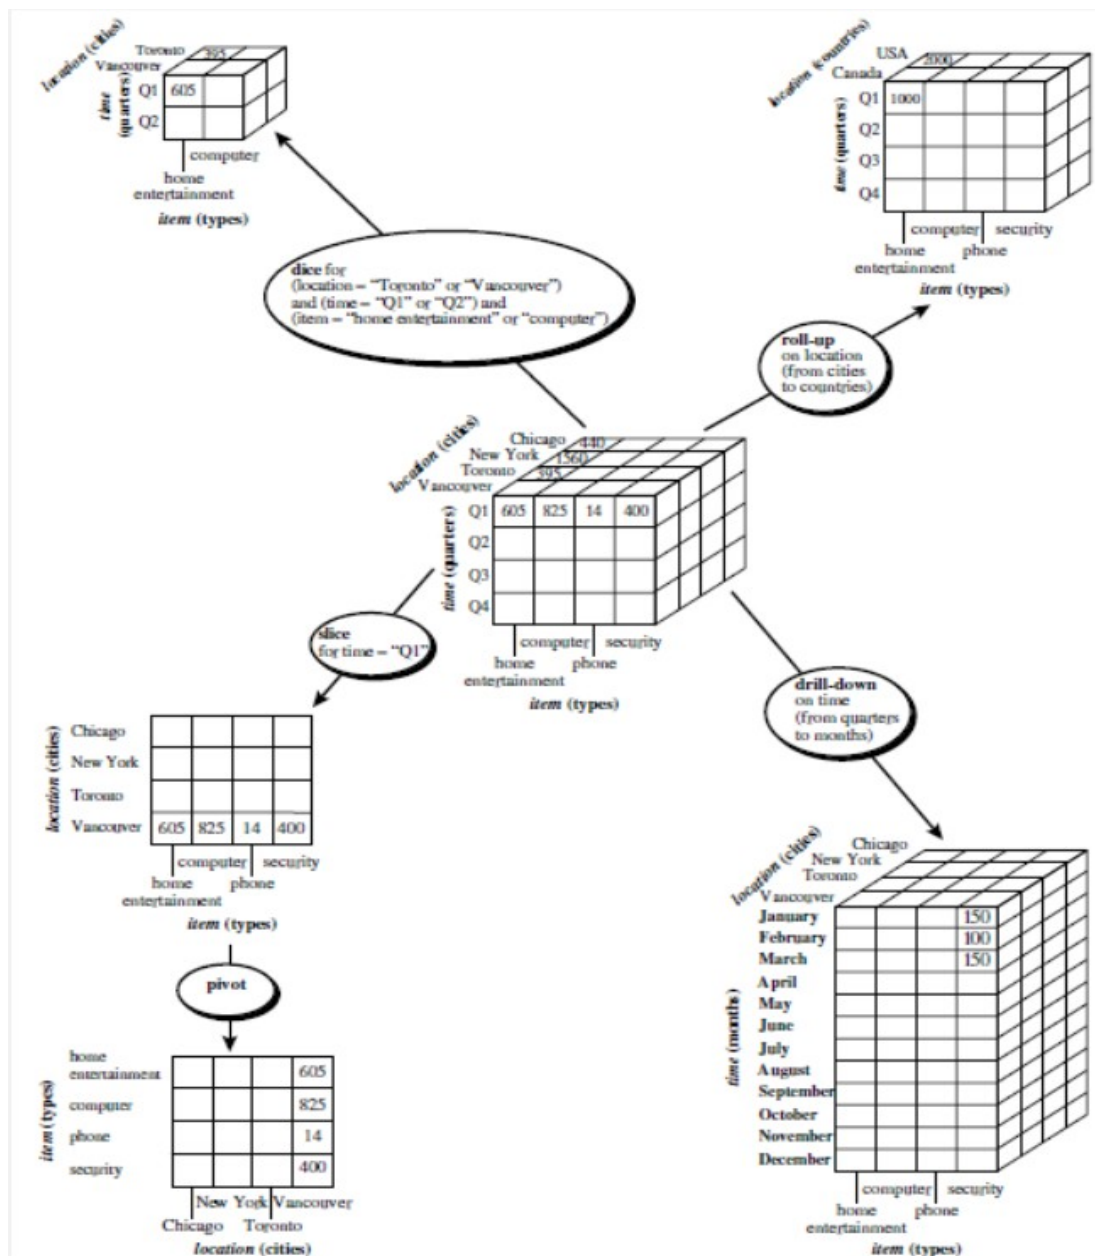 location (cities)
Toronto 395
Vancouver
time (quarters)
Q1 605
Q2
computer
home
entertainment
item (types)
location (countries)
USA 2000
Canada
time (quarters)
Q1 1000
Q2
Q3
Q4
computer security
home phone
entertainment
item (types)
dice for
(location = "Toronto" or "Vancouver")
and (time = "Q1" or "Q2") and
(item = "home entertainment" or "computer")
roll-up
on location
(from cities
to countries)
location (cities)
Chicago 440
New York 1560
Toronto 395
Vancouver
time (quarters)
Q1 605 825 14 400
Q2
Q3
Q4
computer security
home phone
entertainment
item (types)
slice
for time = "Q1"
drill-down
on time
(from quarters
to months)
location (cities)
Chicago
New York
Toronto
Vancouver 605 825 14 400
computer security
home phone
entertainment
item (types)
pivot
item (types)
home
entertainment 605
computer 825
phone 14
security 400
New York Vancouver
Chicago Toronto
location (cities)
location (cities)
Chicago
New York
Toronto
Vancouver
time (months)
January 150
February 100
March 150
April
May
June
July
August
September
October
November
December
computer security
home phone
entertainment
item (types)